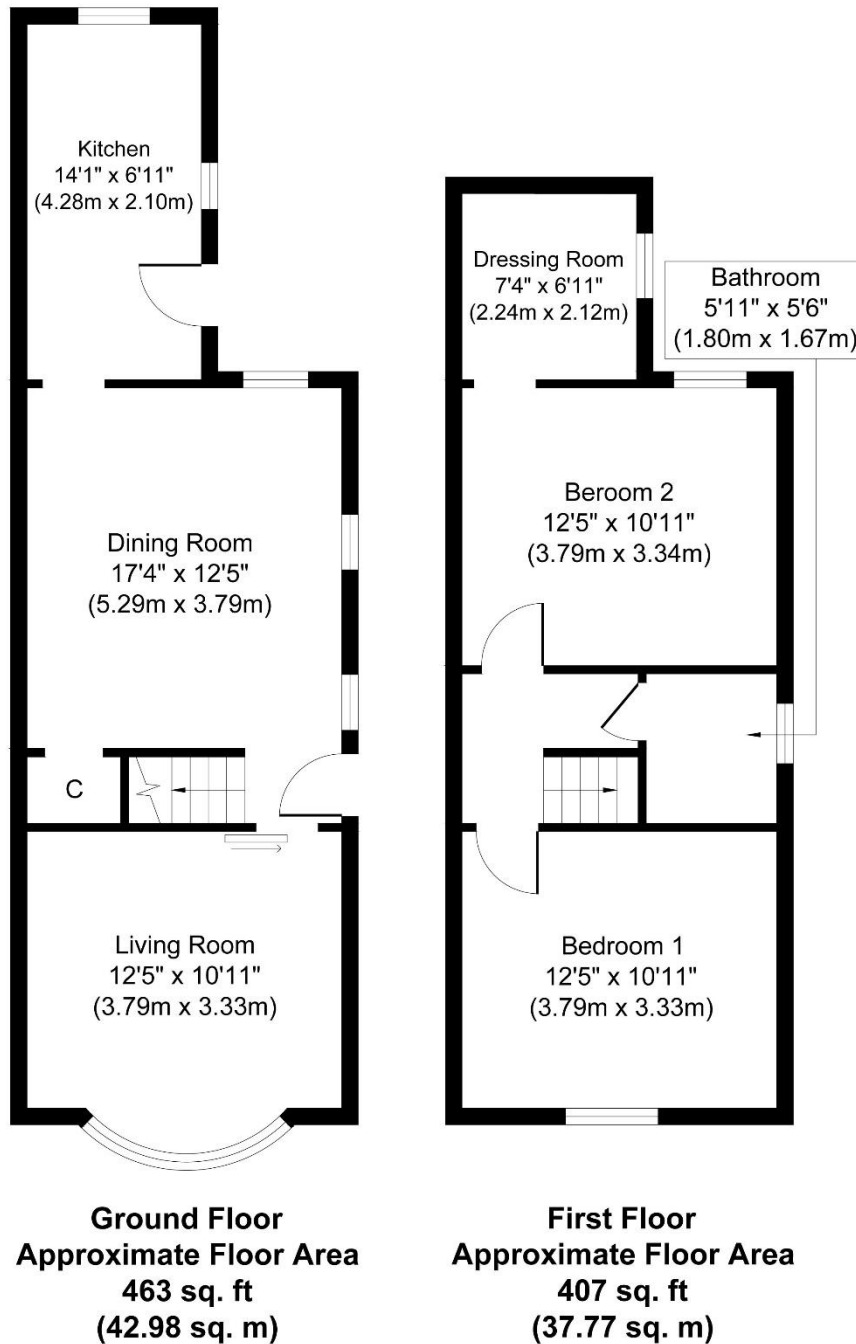 Kitchen
14'1" x 6'11"
(4.28m x 2.10m)
Dining Room
17'4" x 12'5"
(5.29m x 3.79m)
C
Living Room
12'5" x 10'11"
(3.79m x 3.33m)
Ground Floor
Approximate Floor Area
463 sq. ft
(42.98 sq. m)
Dressing Room
7'4" x 6'11"
(2.24m x 2.12m)
Bathroom
5'11" x 5'6"
(1.80m x 1.67m)
Beroom 2
12'5" x 10'11"
(3.79m x 3.34m)
Bedroom 1
12'5" x 10'11"
(3.79m x 3.33m)
First Floor
Approximate Floor Area
407 sq. ft
(37.77 sq. m)